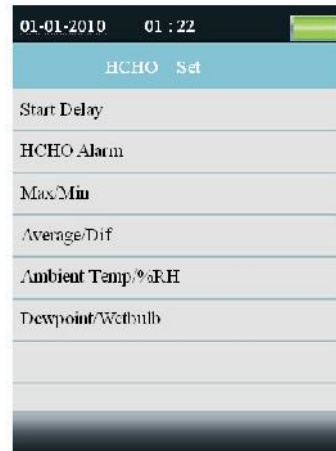 01-01-2010 01 : 22
HCHO Set
Start Delay
HCHO Alarm
Max/Min
Average/Dif
Ambient Temp/%RH
Dewpoint/Wetbulb